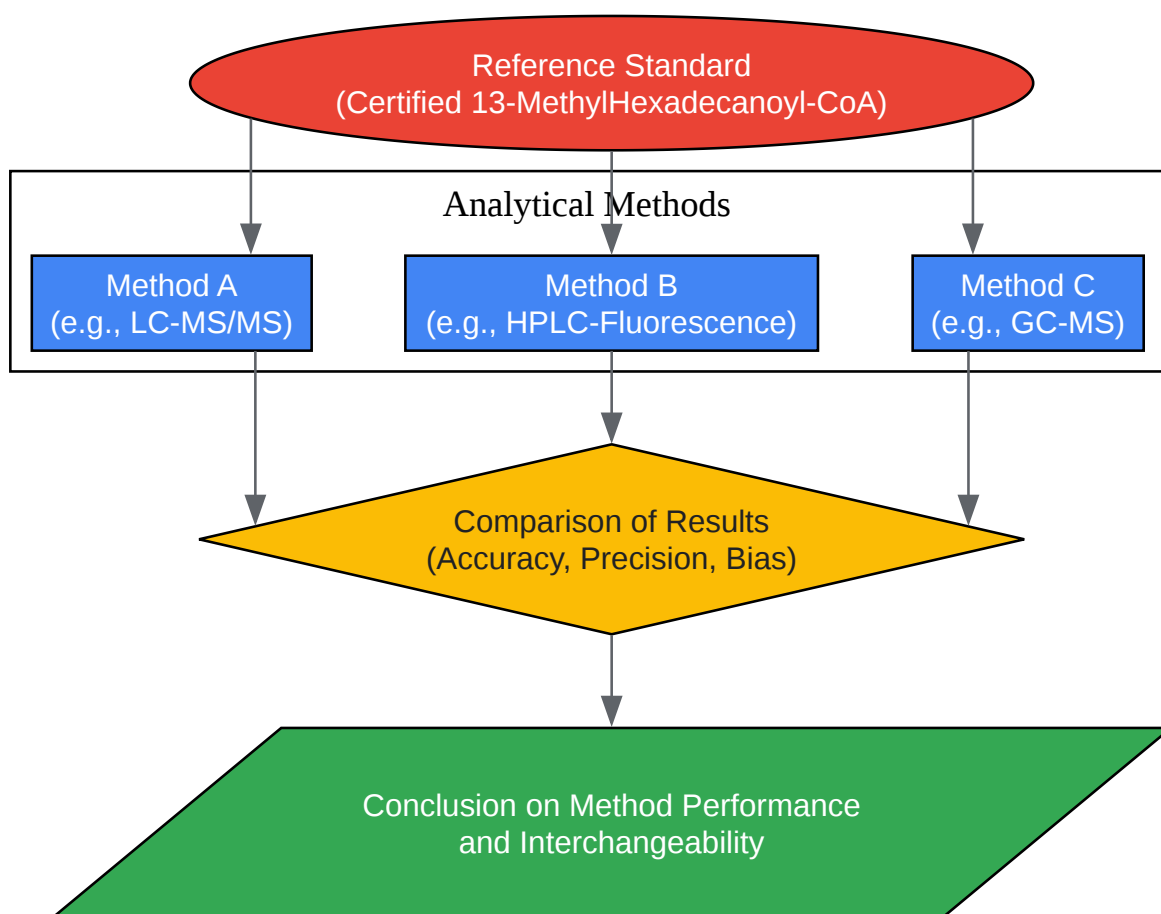 Reference Standard
(Certified 13-MethylHexadecanoyl-CoA)
Analytical Methods
Method A
(e.g., LC-MS/MS)
Method B
(e.g., HPLC-Fluorescence)
Method C
(e.g., GC-MS)
Comparison of Results
(Accuracy, Precision, Bias)
Conclusion on Method Performance
and Interchangeability